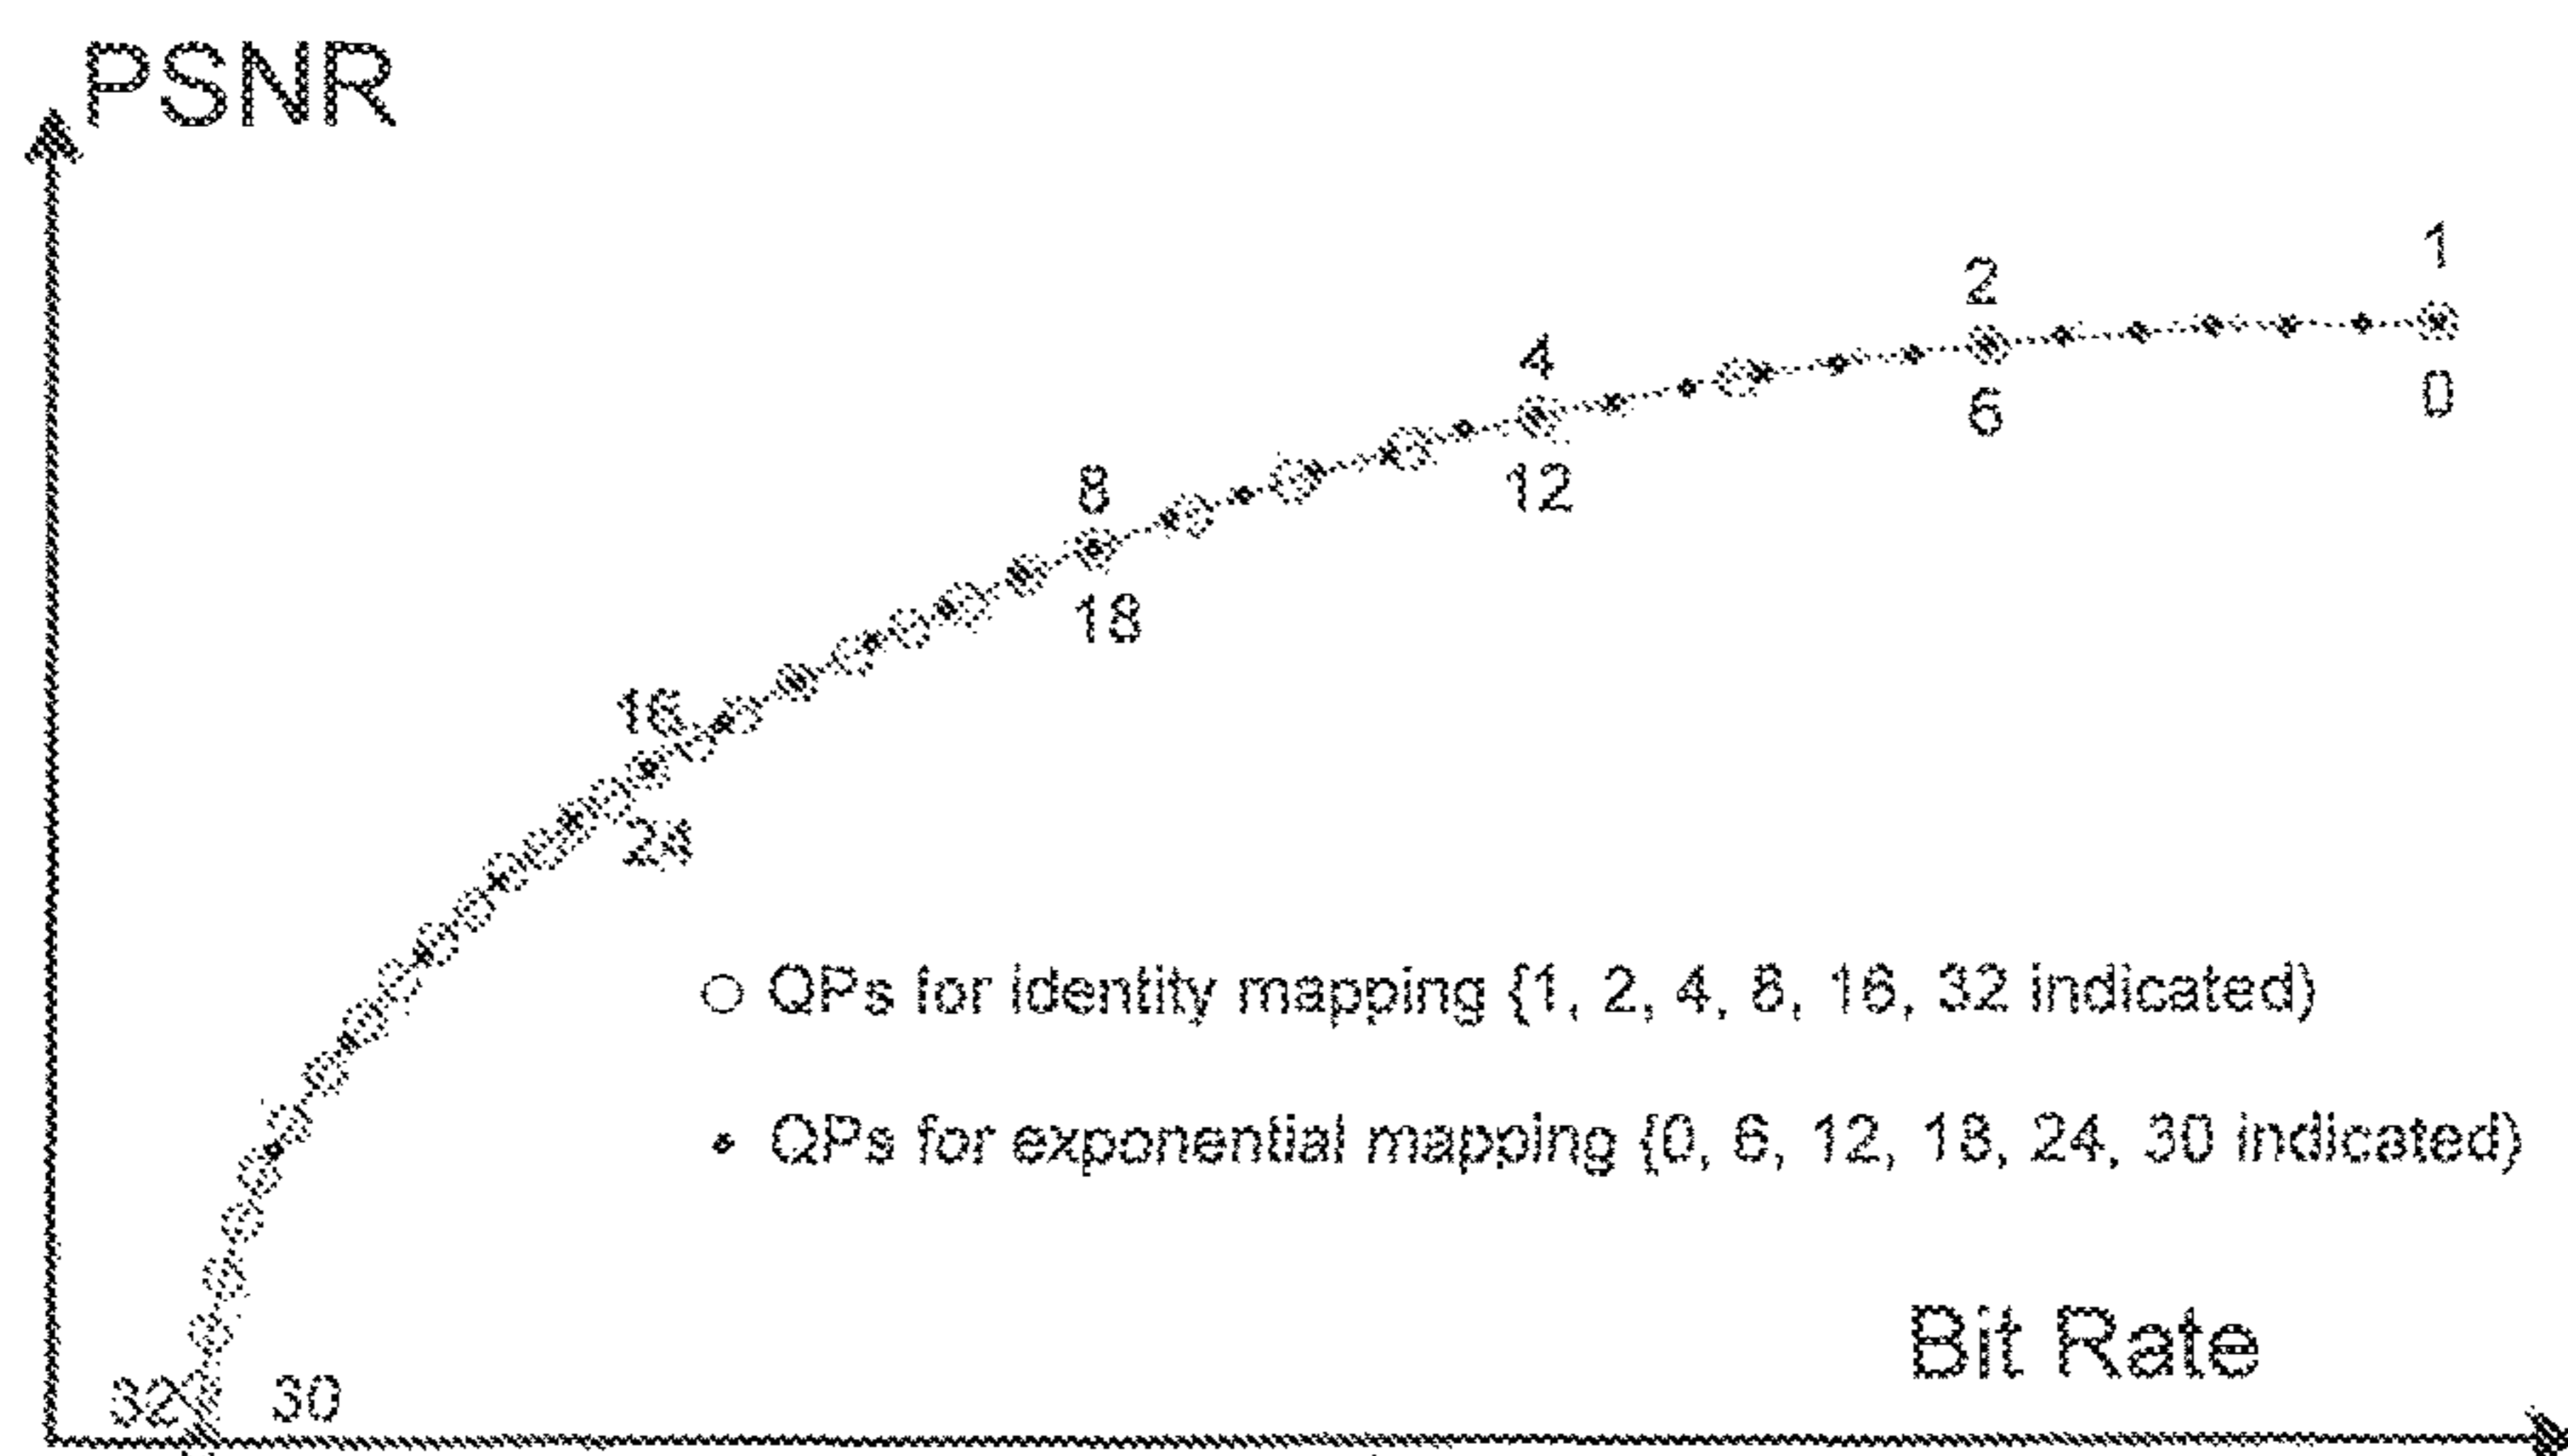 PSNR
1
2
4
0
6
8
12
18
16
24
○ QPs for identity mapping {1, 2, 4, 8, 16, 32 indicated)
• QPs for exponential mapping {0, 6, 12, 18, 24, 30 indicated)
Bit Rate
32 30